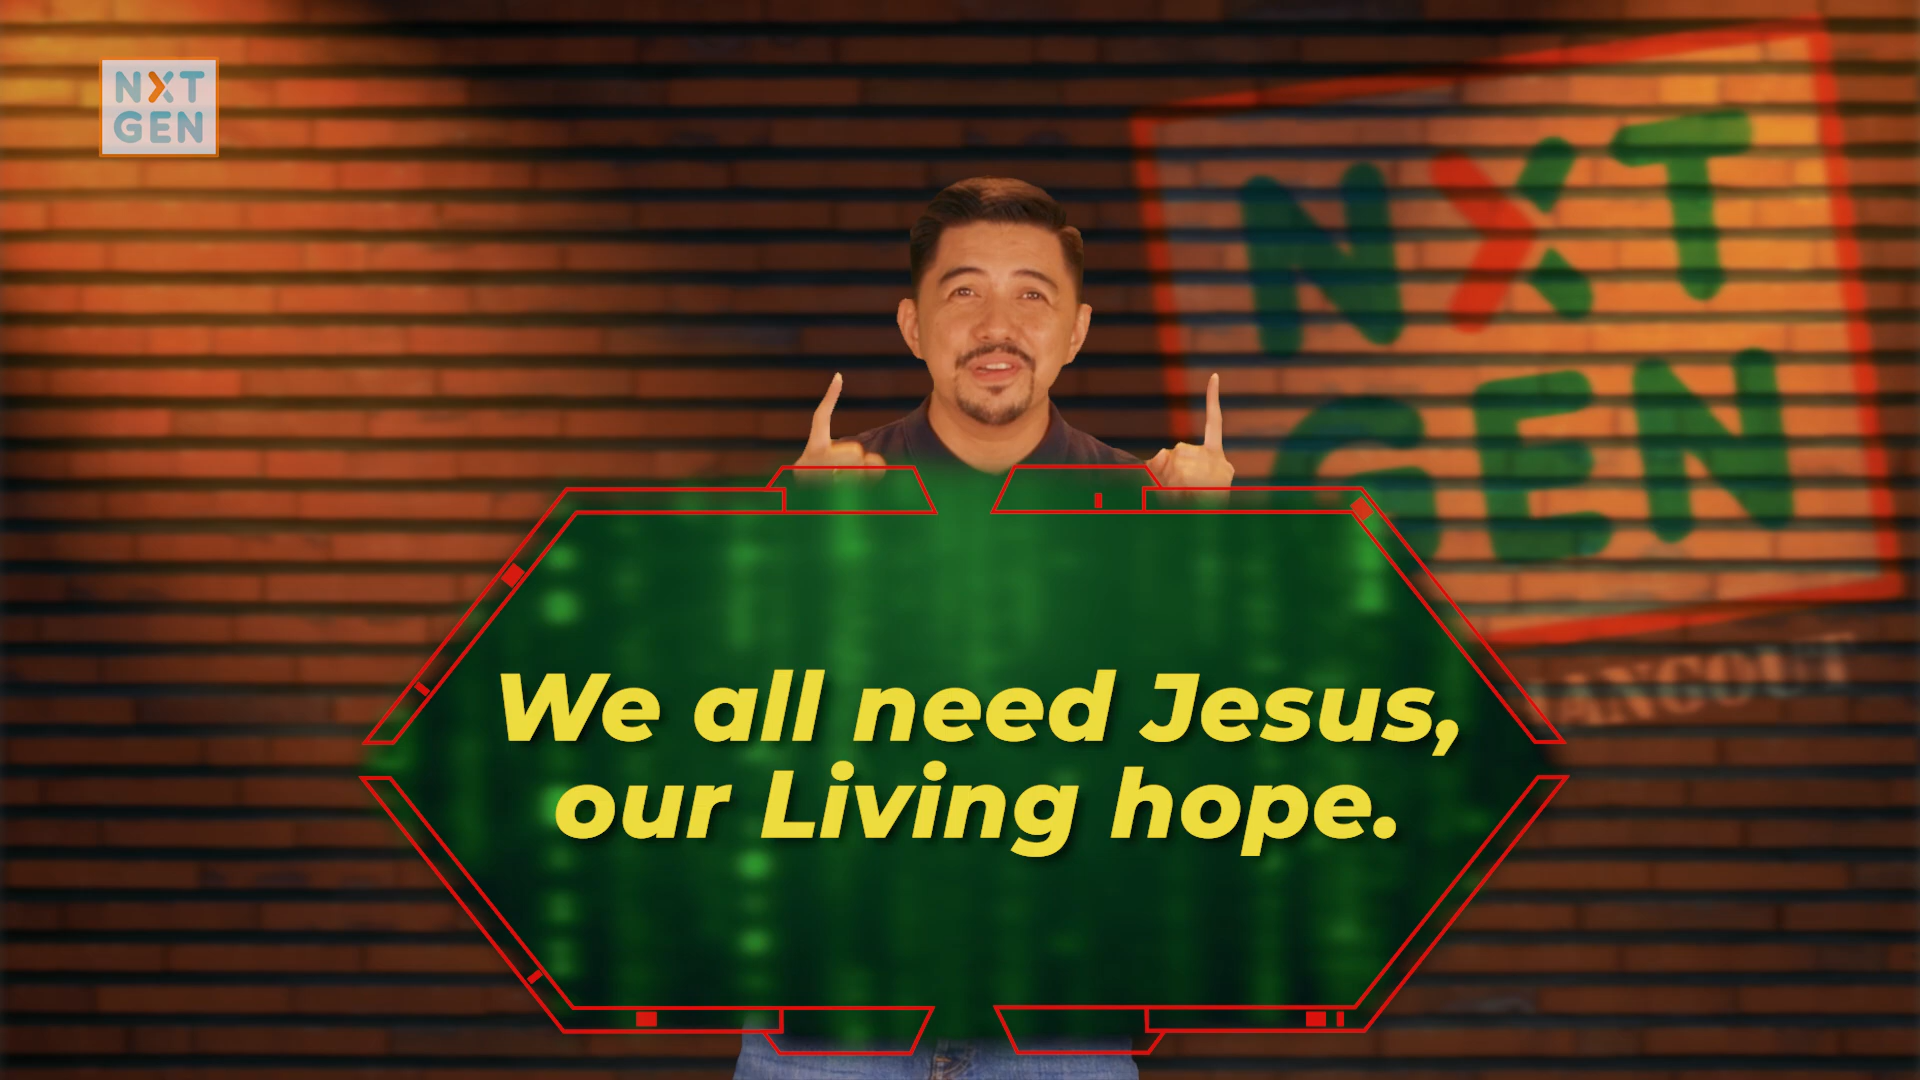 NXT
GEN
NXT
GEN
We all need Jesus,
our Living hope.